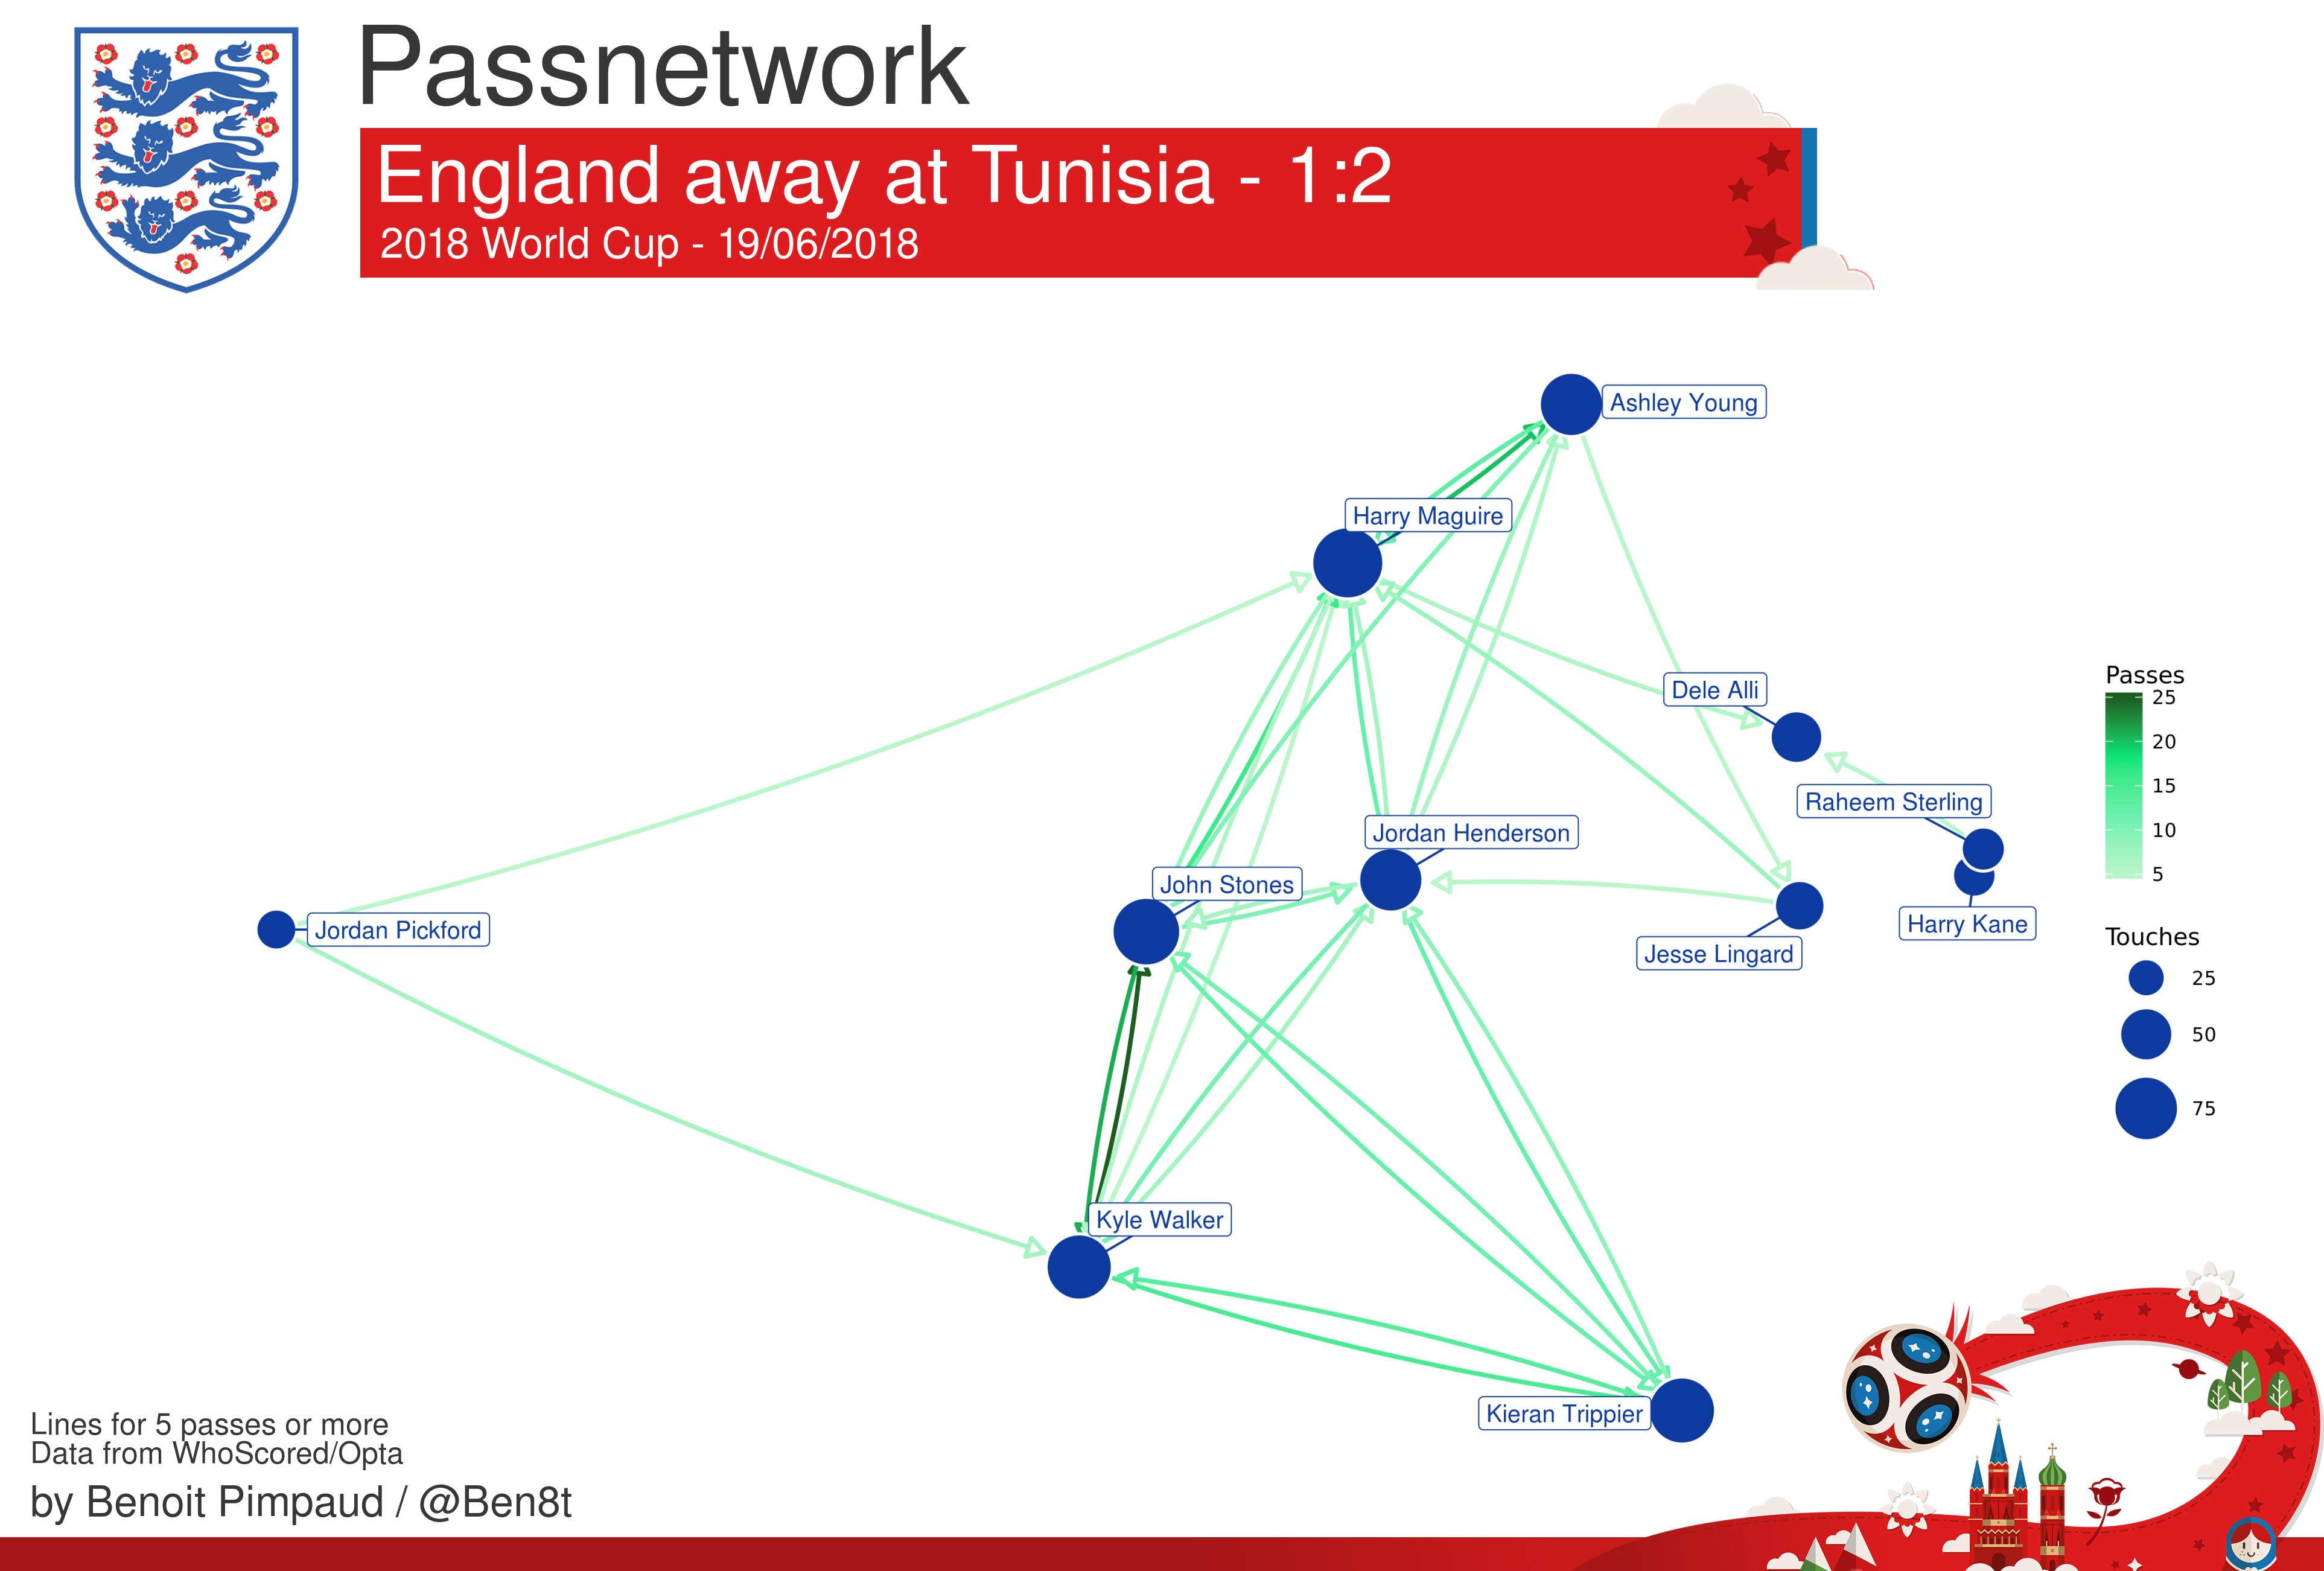 Passnetwork
England away at Tunisia - 1:2
2018 World Cup - 19/06/2018
Ashley Young
Harry Maguire
Dele Alli
Raheem Sterling
Jordan Henderson
John Stones
Harry Kane
Jordan Pickford
Jesse Lingard
Kyle Walker
Kieran Trippier
Passes
25
20
15
10
5
Touches
25
50
75
Lines for 5 passes or more
Data from WhoScored/Opta
by Benoit Pimpaud / @Ben8t